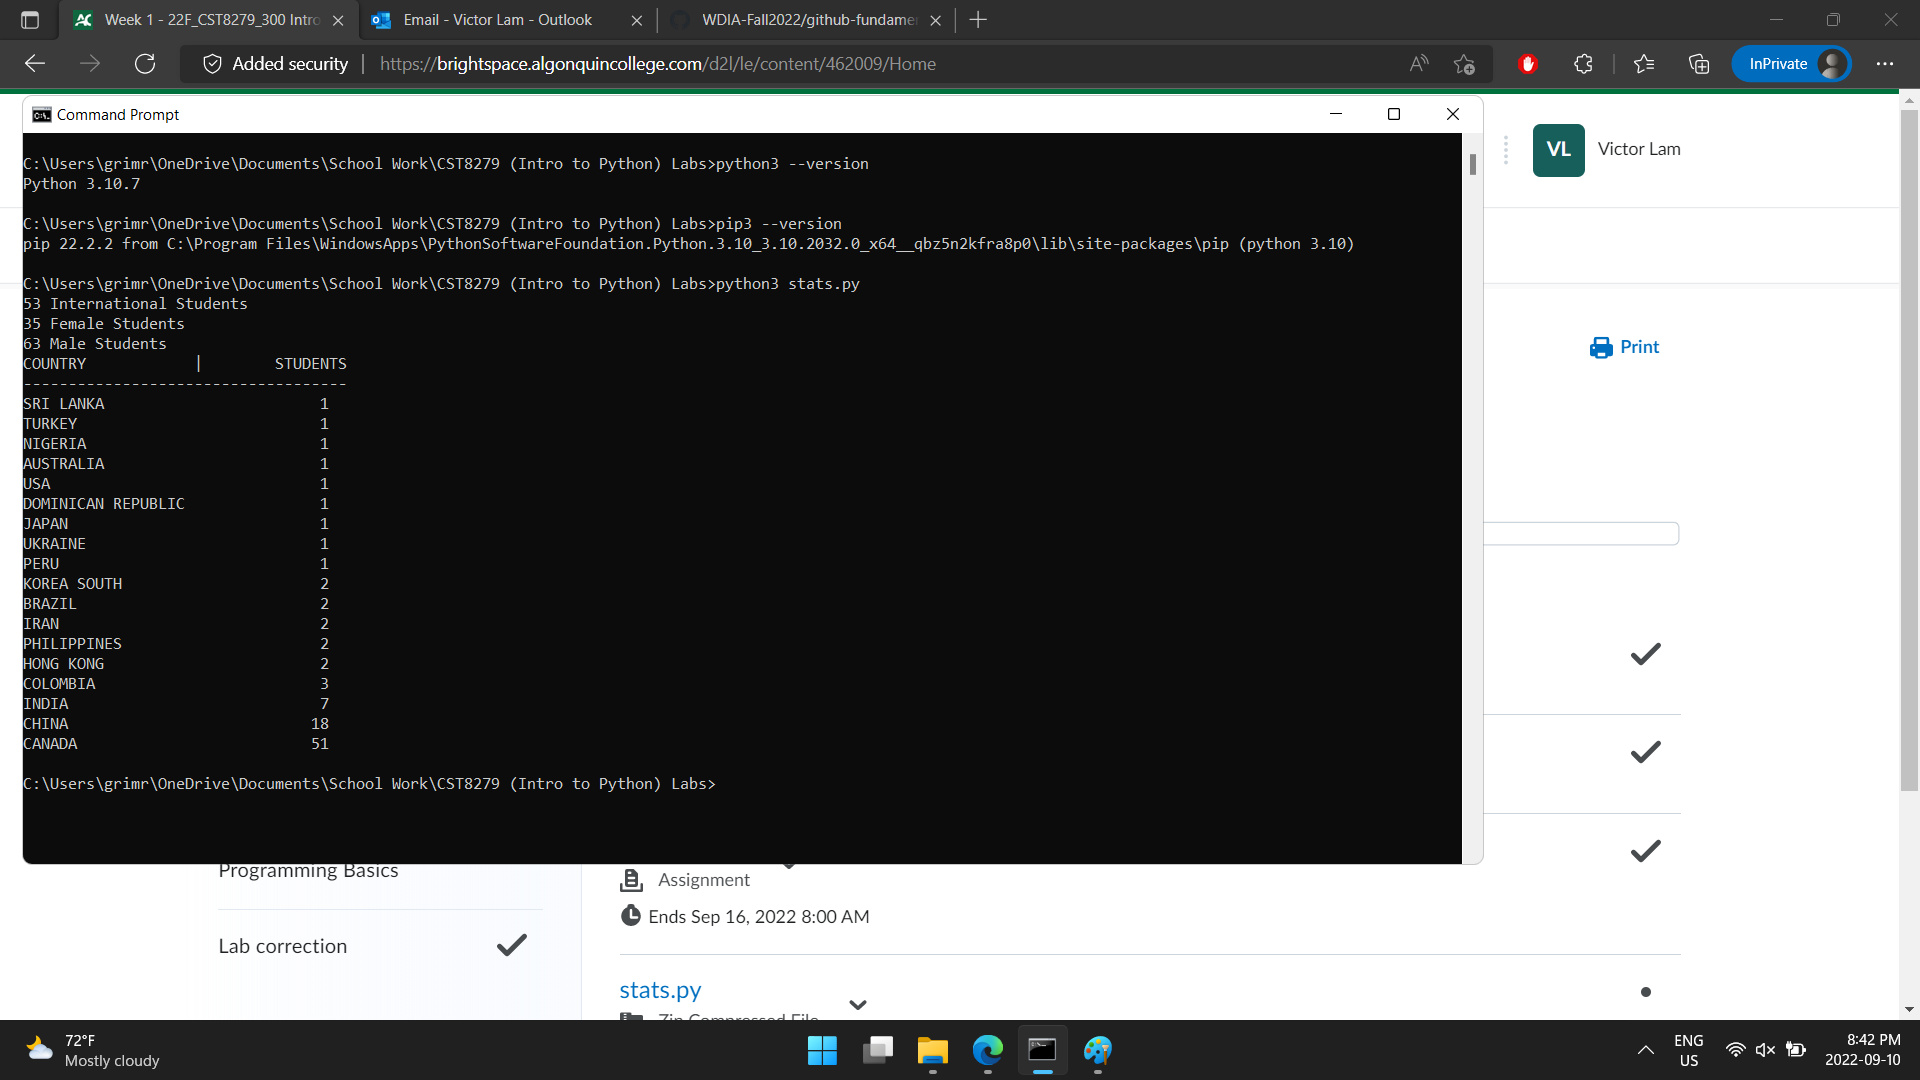 Week 1 - 22F_CST8279_300 Intro
Email - Victor Lam - Outlook
WDIA-Fall2022/github-fundamen
Added security
https://brightspace.algonquincollege.com/d2l/le/content/462009/Home
InPrivate
Command Prompt
C:\Users\grimr\OneDrive\Documents\School Work\CST8279 (Intro to Python) Labs>python3 --version
Python 3.10.7
C:\Users\grimr\OneDrive\Documents\School Work\CST8279 (Intro to Python) Labs>pip3 --version
pip 22.2.2 from C:\Program Files\WindowsApps\PythonSoftwareFoundation.Python.3.10_3.10.2032.0_x64__qbz5n2kfra8p0\lib\site-packages\pip (python 3.10)
C:\Users\grimr\OneDrive\Documents\School Work\CST8279 (Intro to Python) Labs>python3 stats.py
53 International Students
35 Female Students
63 Male Students
COUNTRY | STUDENTS
------------------------------------
SRI LANKA 1
TURKEY 1
NIGERIA 1
AUSTRALIA 1
USA 1
DOMINICAN REPUBLIC 1
JAPAN 1
UKRAINE 1
PERU 1
KOREA SOUTH 2
BRAZIL 2
IRAN 2
PHILIPPINES 2
HONG KONG 2
COLOMBIA 3
INDIA 7
CHINA 18
CANADA 51
C:\Users\grimr\OneDrive\Documents\School Work\CST8279 (Intro to Python) Labs>
VL Victor Lam
Print
Programming Basics
Lab correction
Assignment
Ends Sep 16, 2022 8:00 AM
stats.py
Zip Compressed File
72°F
Mostly cloudy
ENG
US
8:42 PM
2022-09-10